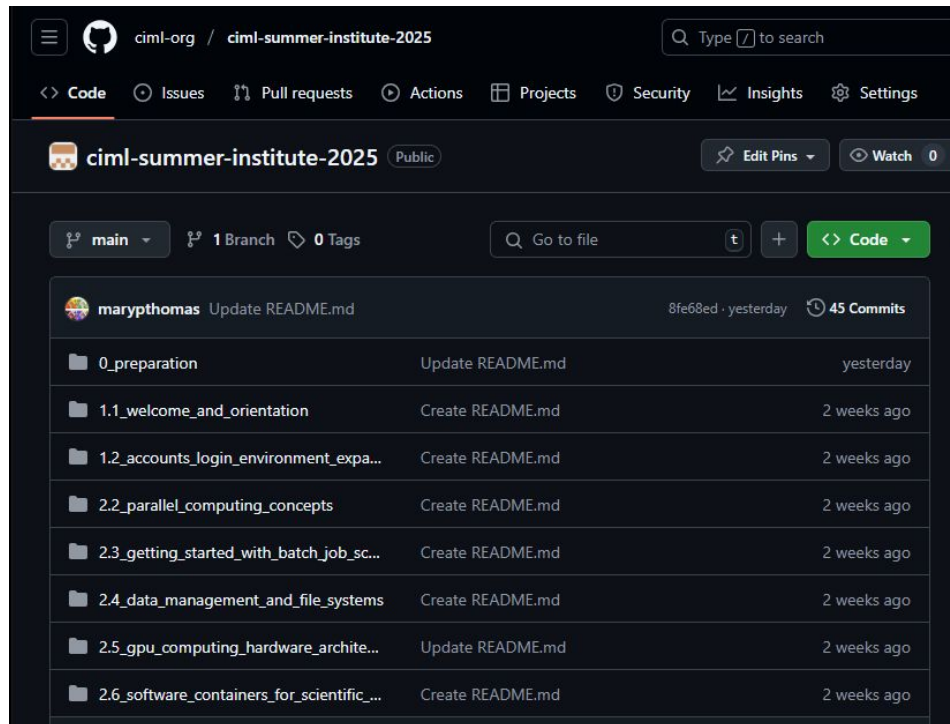 ciml-org / ciml-summer-institute-2025
Type / to search
<> Code Issues Pull requests Actions Projects Security Insights Settings
ciml-summer-institute-2025 Public Edit Pins Watch 0
main 1 Branch 0 Tags Go to file t + <> Code
marypthomas Update README.md 8fe68ed · yesterday 45 Commits
0_preparation Update README.md yesterday
1.1_welcome_and_orientation Create README.md 2 weeks ago
1.2_accounts_login_environment_expa... Create README.md 2 weeks ago
2.2_parallel_computing_concepts Create README.md 2 weeks ago
2.3_getting_started_with_batch_job_sc... Create README.md 2 weeks ago
2.4_data_management_and_file_systems Create README.md 2 weeks ago
2.5_gpu_computing_hardware_archite... Update README.md 2 weeks ago
2.6_software_containers_for_scientific_... Create README.md 2 weeks ago